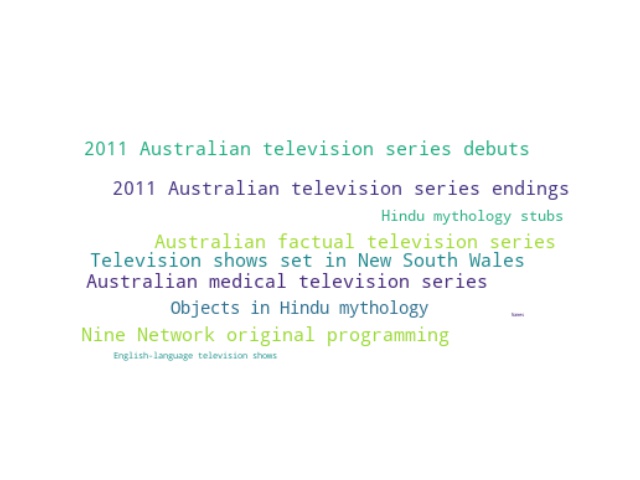 2011 Australian television series debuts
2011 Australian television series endings
Hindu mythology stubs
Australian factual television series
Television shows set in New South Wales
Australian medical television series
Objects in Hindu mythology
Nine Network original programming
English-language television shows